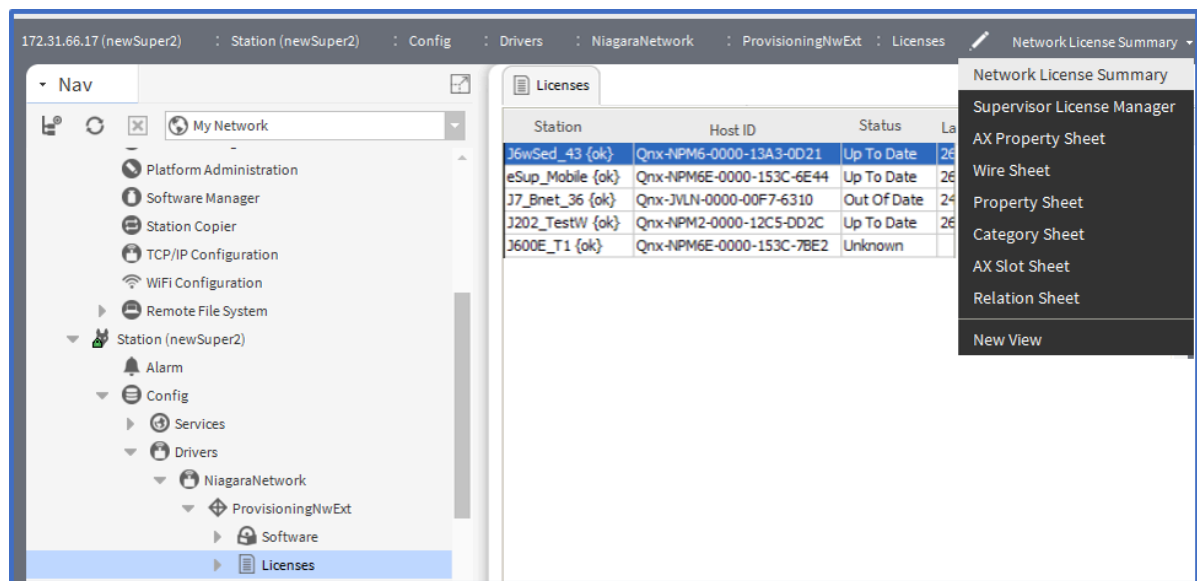 172.31.66.17 (newSuper2) : Station (newSuper2) : Config : Drivers : NiagaraNetwork : ProvisioningNwExt : Licenses Network License Summary
Nav
My Network
Platform Administration
Software Manager
Station Copier
TCP/IP Configuration
WiFi Configuration
Remote File System
Station (newSuper2)
Alarm
Config
Services
Drivers
NiagaraNetwork
ProvisioningNwExt
Software
Licenses
Licenses
Station Host ID Status La
J6wSed_43 {ok} Qnx-NPM6-0000-13A3-0D21 Up To Date 26
eSup_Mobile {ok} Qnx-NPM6E-0000-153C-6E44 Up To Date 26
J7_Bnet_36 {ok} Qnx-JVLN-0000-00F7-6310 Out Of Date 24
J202_TestW {ok} Qnx-NPM2-0000-12C5-DD2C Up To Date 26
J600E_T1 {ok} Qnx-NPM6E-0000-153C-7BE2 Unknown
Network License Summary
Supervisor License Manager
AX Property Sheet
Wire Sheet
Property Sheet
Category Sheet
AX Slot Sheet
Relation Sheet
New View